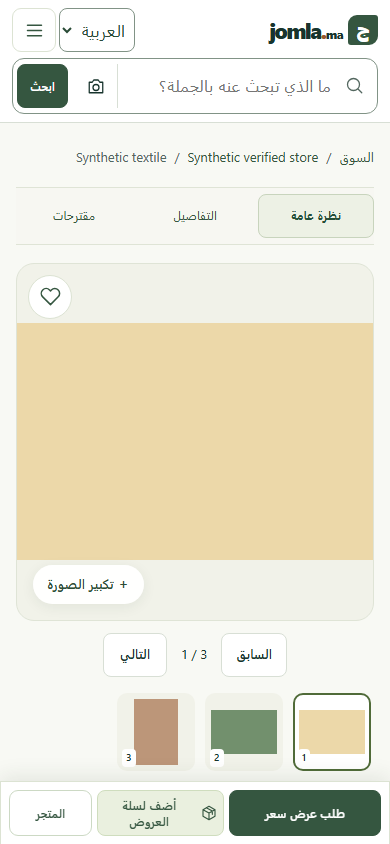 ج jomla.ma العربية
ما الذي تبحث عنه بالجملة؟ ابحث
السوق / Synthetic verified store / Synthetic textile
نظرة عامة التفاصيل مقترحات
+ تكبير الصورة
السابق 1 / 3 التالي
1 2 3
طلب عرض سعر أضف لسلة المتجر
العروض